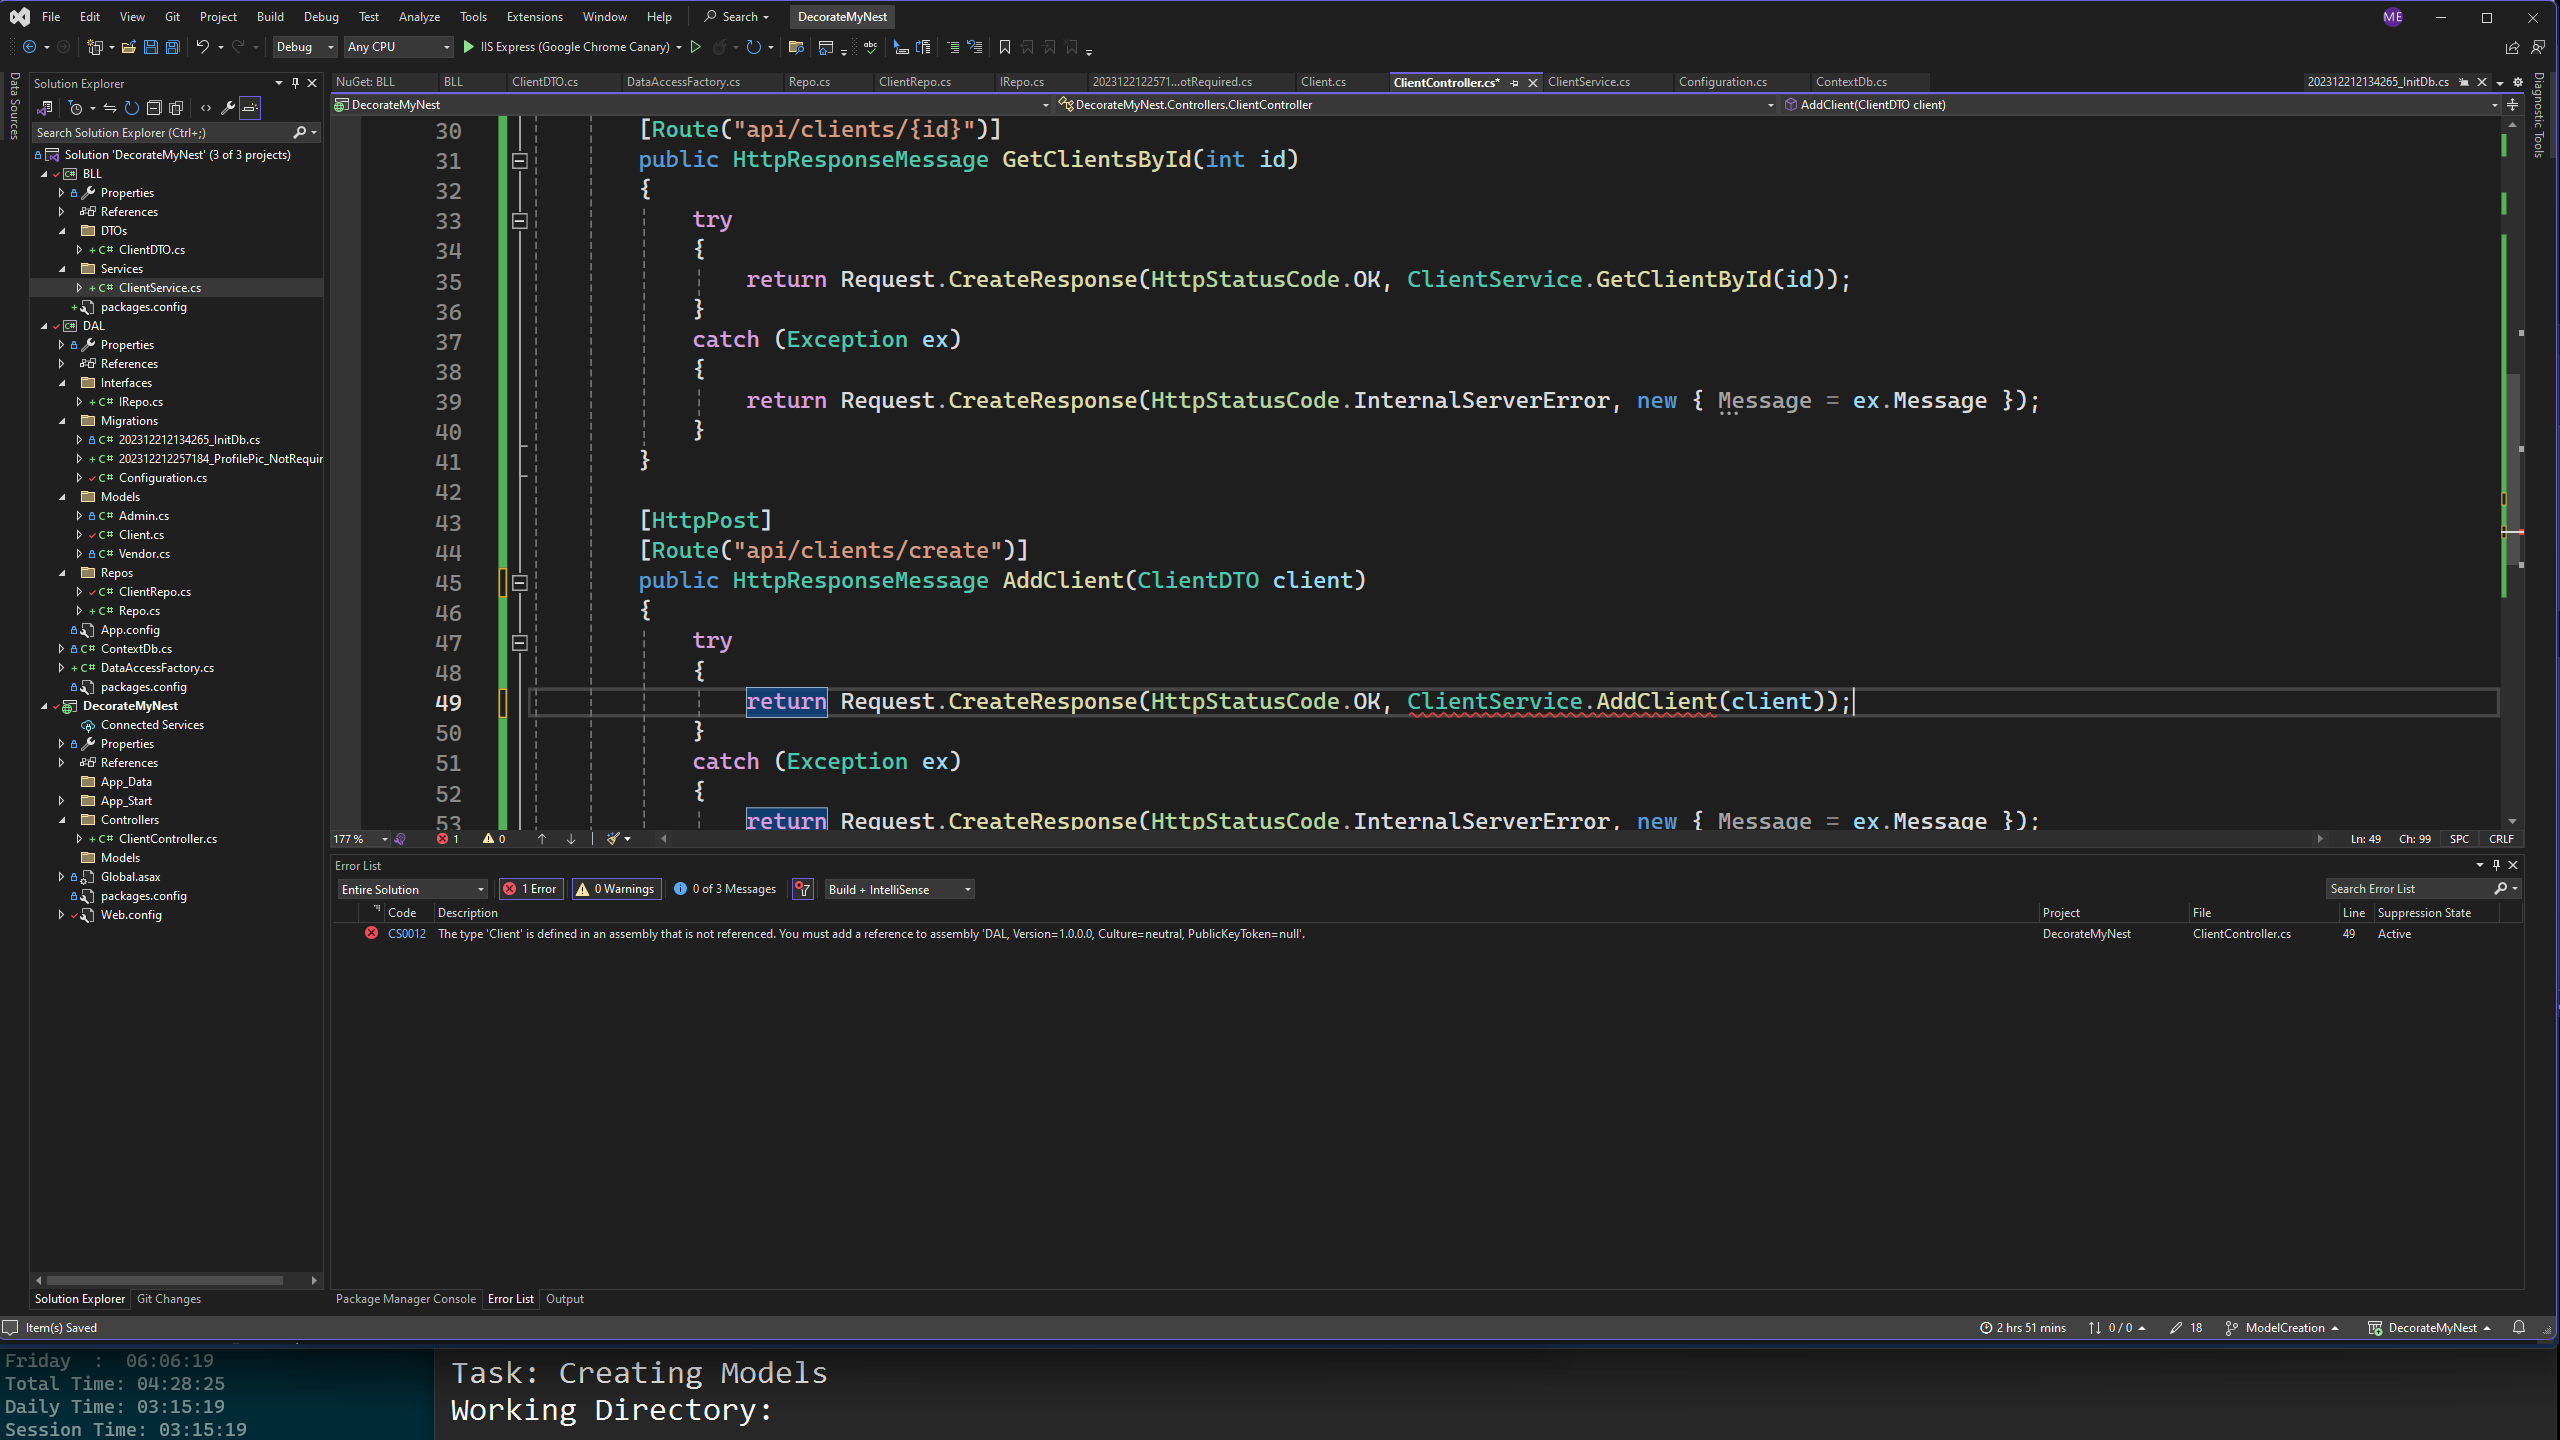 File Edit View Git Project Build Debug Test Analyze Tools Extensions Window Help Search DecorateMyNest ME
Debug Any CPU IIS Express (Google Chrome Canary)
Data Sources
Solution Explorer
Search Solution Explorer (Ctrl+;)
Solution 'DecorateMyNest' (3 of 3 projects)
BLL
Properties
References
DTOs
C# ClientDTO.cs
Services
C# ClientService.cs
packages.config
DAL
Properties
References
Interfaces
C# IRepo.cs
Migrations
C# 202312212134265_InitDb.cs
C# 202312212257184_ProfilePic_NotRequir
C# Configuration.cs
Models
C# Admin.cs
C# Client.cs
C# Vendor.cs
Repos
C# ClientRepo.cs
C# Repo.cs
App.config
C# ContextDb.cs
C# DataAccessFactory.cs
packages.config
DecorateMyNest
Connected Services
Properties
References
App_Data
App_Start
Controllers
C# ClientController.cs
Models
Global.asax
packages.config
Web.config
Solution Explorer Git Changes
NuGet: BLL BLL ClientDTO.cs DataAccessFactory.cs Repo.cs ClientRepo.cs IRepo.cs 2023122122571...otRequired.cs Client.cs ClientController.cs* ClientService.cs Configuration.cs ContextDb.cs 202312212134265_InitDb.cs
DecorateMyNest DecorateMyNest.Controllers.ClientController AddClient(ClientDTO client)
Diagnostic Tools
30 [Route("api/clients/{id}")]
31 public HttpResponseMessage GetClientsById(int id)
32 {
33 try
34 {
35 return Request.CreateResponse(HttpStatusCode.OK, ClientService.GetClientById(id));
36 }
37 catch (Exception ex)
38 {
39 return Request.CreateResponse(HttpStatusCode.InternalServerError, new { Message = ex.Message });
40 }
41 }
42
43 [HttpPost]
44 [Route("api/clients/create")]
45 public HttpResponseMessage AddClient(ClientDTO client)
46 {
47 try
48 {
49 return Request.CreateResponse(HttpStatusCode.OK, ClientService.AddClient(client));
50 }
51 catch (Exception ex)
52 {
53 return Request.CreateResponse(HttpStatusCode.InternalServerError, new { Message = ex.Message });
177 % 1 0 Ln: 49 Ch: 99 SPC CRLF
Error List
Entire Solution 1 Error 0 Warnings 0 of 3 Messages Build + IntelliSense Search Error List
Code Description Project File Line Suppression State
CS0012 The type 'Client' is defined in an assembly that is not referenced. You must add a reference to assembly 'DAL, Version=1.0.0.0, Culture=neutral, PublicKeyToken=null'. DecorateMyNest ClientController.cs 49 Active
Package Manager Console Error List Output
Item(s) Saved 2 hrs 51 mins 0 / 0 18 ModelCreation DecorateMyNest
Friday : 06:06:19
Total Time: 04:28:25
Daily Time: 03:15:19
Session Time: 03:15:19
Task: Creating Models
Working Directory: